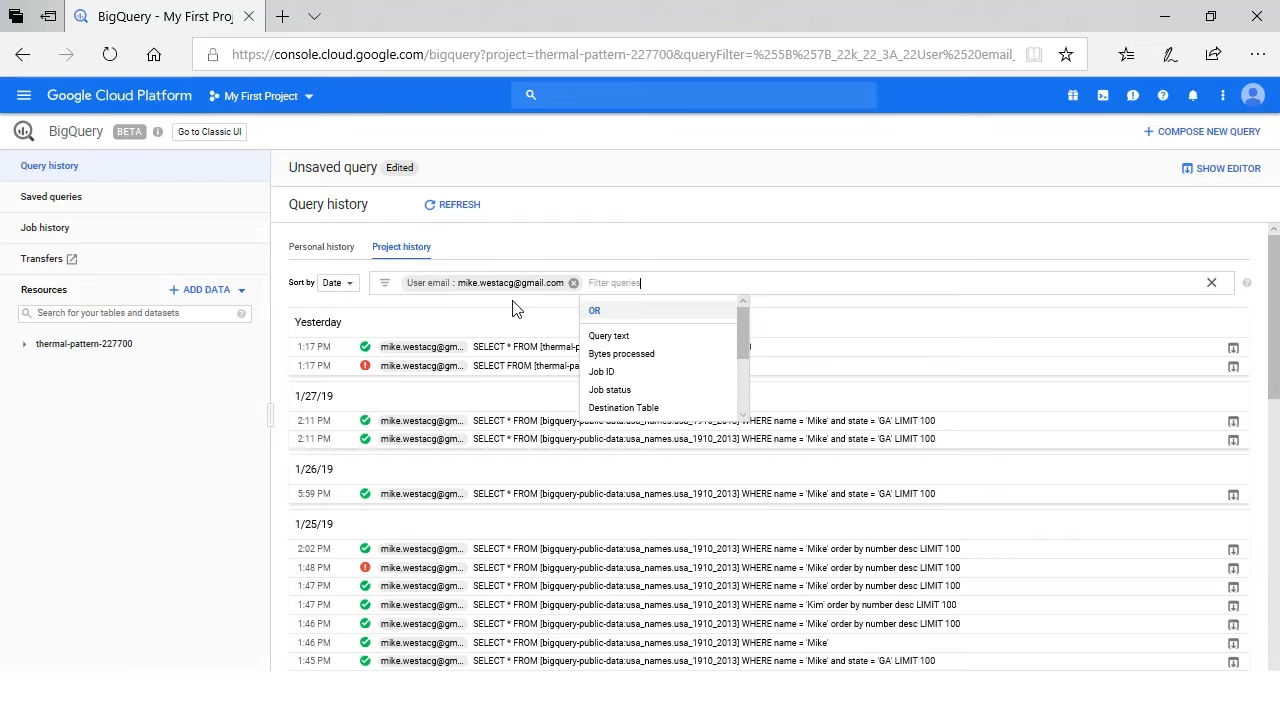 BigQuery - My First Proj
https://console.cloud.google.com/bigquery?project=thermal-pattern-227700&queryFilter=%255B%257B_22k_22_3A_22User%2520email_
Google Cloud Platform My First Project
BigQuery BETA Go to Classic UI COMPOSE NEW QUERY
Query history
Saved queries
Job history
Transfers
Resources ADD DATA
Search for your tables and datasets
thermal-pattern-227700
Unsaved query Edited SHOW EDITOR
Query history REFRESH
Personal history Project history
Sort by Date User email : mike.westacg@gmail.com Filter queries
OR
Query text
Bytes processed
Job ID
Job status
Destination Table
Yesterday
1:17 PM mike.westacg@gm... SELECT * FROM [thermal-p
1:17 PM mike.westacg@gm... SELECT FROM [thermal-pa
1/27/19
2:11 PM mike.westacg@gm... SELECT * FROM [bigquery-public-data:usa_names.usa_1910_2013] WHERE name = 'Mike' and state = 'GA' LIMIT 100
2:11 PM mike.westacg@gm... SELECT * FROM [bigquery-public-data:usa_names.usa_1910_2013] WHERE name = 'Mike' and state = 'GA' LIMIT 100
1/26/19
5:59 PM mike.westacg@gm... SELECT * FROM [bigquery-public-data:usa_names.usa_1910_2013] WHERE name = 'Mike' and state = 'GA' LIMIT 100
1/25/19
2:02 PM mike.westacg@gm... SELECT * FROM [bigquery-public-data:usa_names.usa_1910_2013] WHERE name = 'Mike' order by number desc LIMIT 100
1:48 PM mike.westacg@gm... SELECT * FROM [bigquery-public-data:usa_names.usa_1910_2013] WHERE name = 'Mike' order by number desc LIMIT 100
1:47 PM mike.westacg@gm... SELECT * FROM [bigquery-public-data:usa_names.usa_1910_2013] WHERE name = 'Mike' order by number desc LIMIT 100
1:47 PM mike.westacg@gm... SELECT * FROM [bigquery-public-data:usa_names.usa_1910_2013] WHERE name = 'Kim' order by number desc LIMIT 100
1:46 PM mike.westacg@gm... SELECT * FROM [bigquery-public-data:usa_names.usa_1910_2013] WHERE name = 'Mike' order by number desc LIMIT 100
1:46 PM mike.westacg@gm... SELECT * FROM [bigquery-public-data:usa_names.usa_1910_2013] WHERE name = 'Mike'
1:45 PM mike.westacg@gm... SELECT * FROM [bigquery-public-data:usa_names.usa_1910_2013] WHERE name = 'Mike' and state = 'GA' LIMIT 100